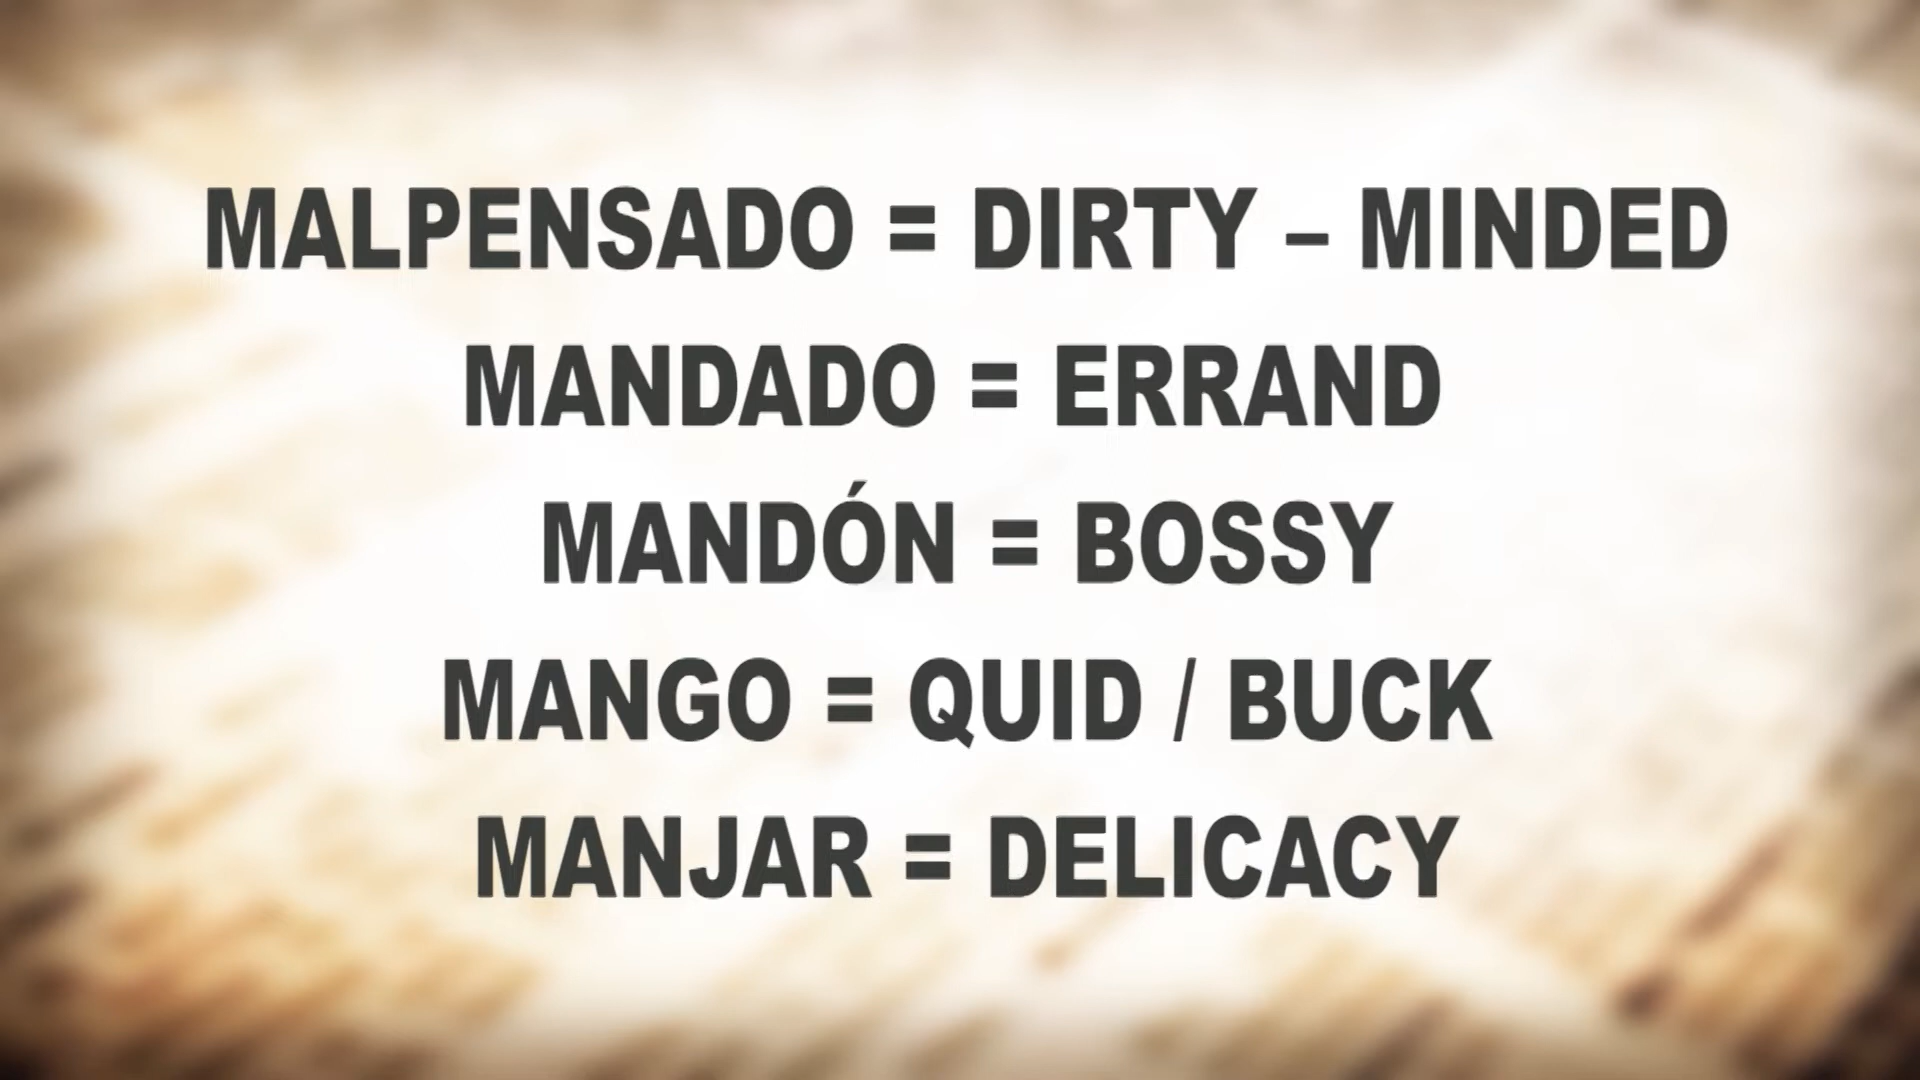 MALPENSADO = DIRTY – MINDED
MANDADO = ERRAND
MANDÓN = BOSSY
MANGO = QUID / BUCK
MANJAR = DELICACY